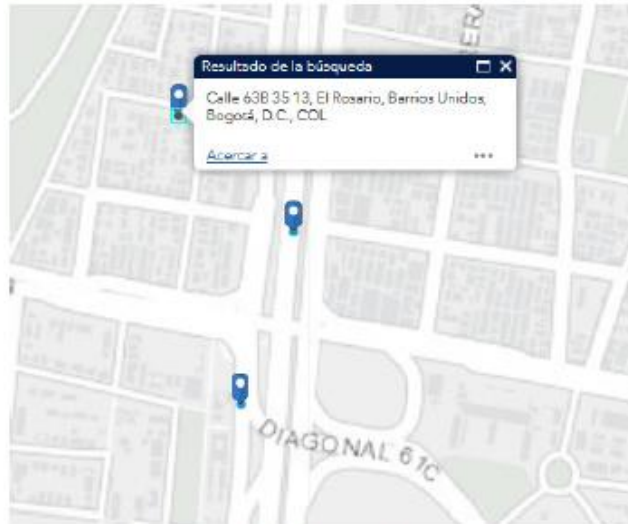 Resultado de la búsqueda
Calle 63B 35 13, El Rosario, Barrios Unidos,
Bogotá, D.C., COL
Acercar a
DIAGONAL 61C